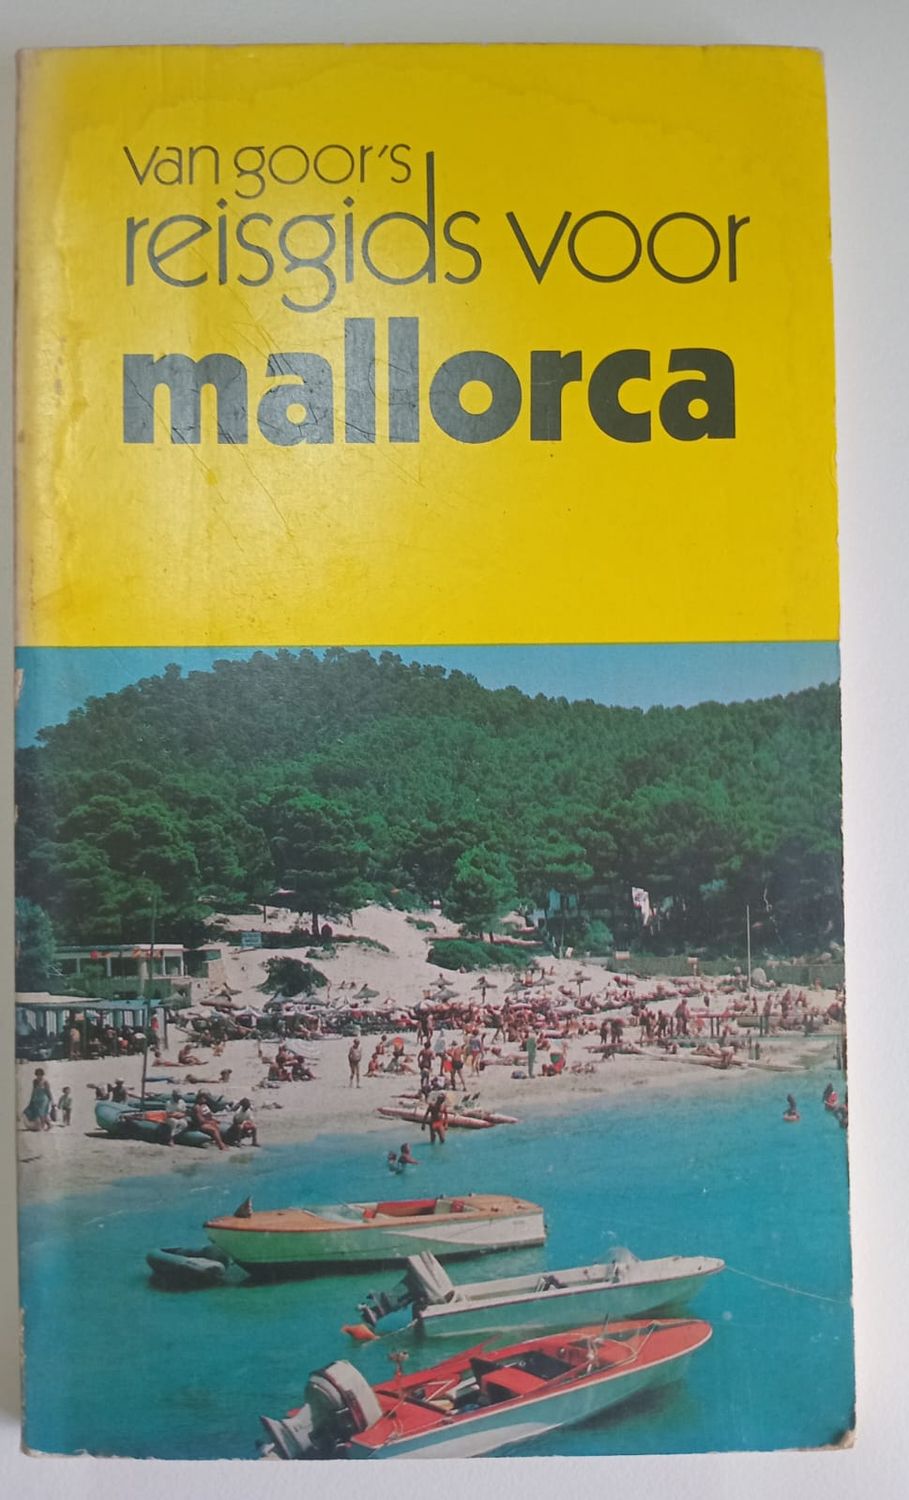 van goor's
reisgids voor
mallorca